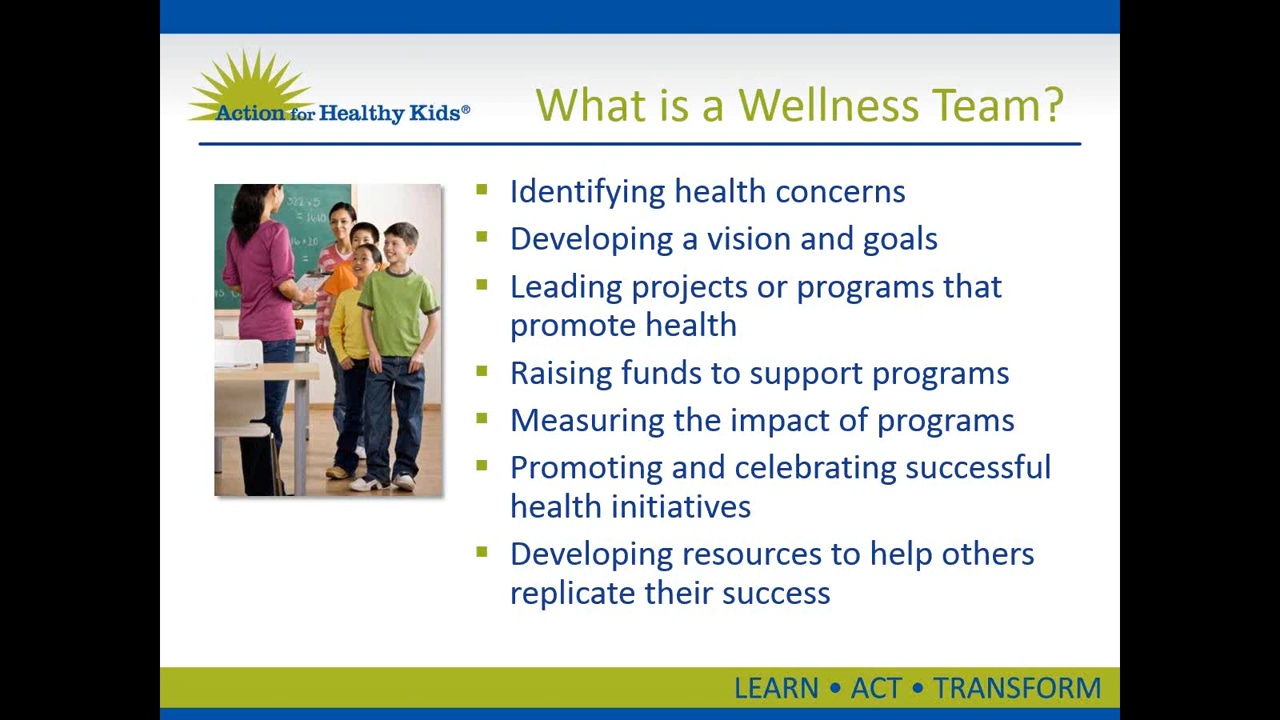 Action for Healthy Kids®
What is a Wellness Team?
Identifying health concerns
Developing a vision and goals
Leading projects or programs that
promote health
Raising funds to support programs
Measuring the impact of programs
Promoting and celebrating successful
health initiatives
Developing resources to help others
replicate their success
LEARN • ACT • TRANSFORM